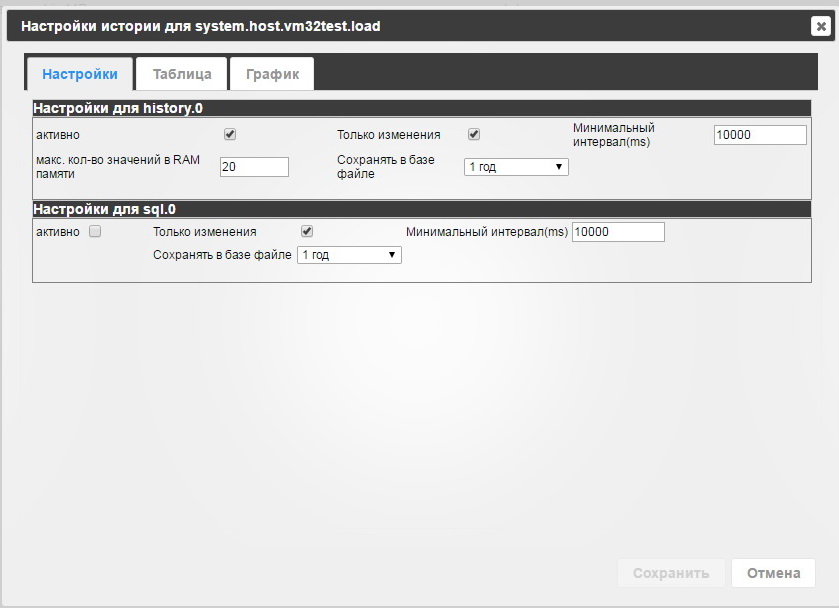 Настройки истории для system.host.vm32test.load
Настройки Таблица График
Настройки для history.0
активно Только изменения Минимальный интервал(ms) 10000
макс. кол-во значений в RAM памяти 20 Сохранять в базе файле 1 год
Настройки для sql.0
активно Только изменения Минимальный интервал(ms) 10000
Сохранять в базе файле 1 год
Сохранить Отмена